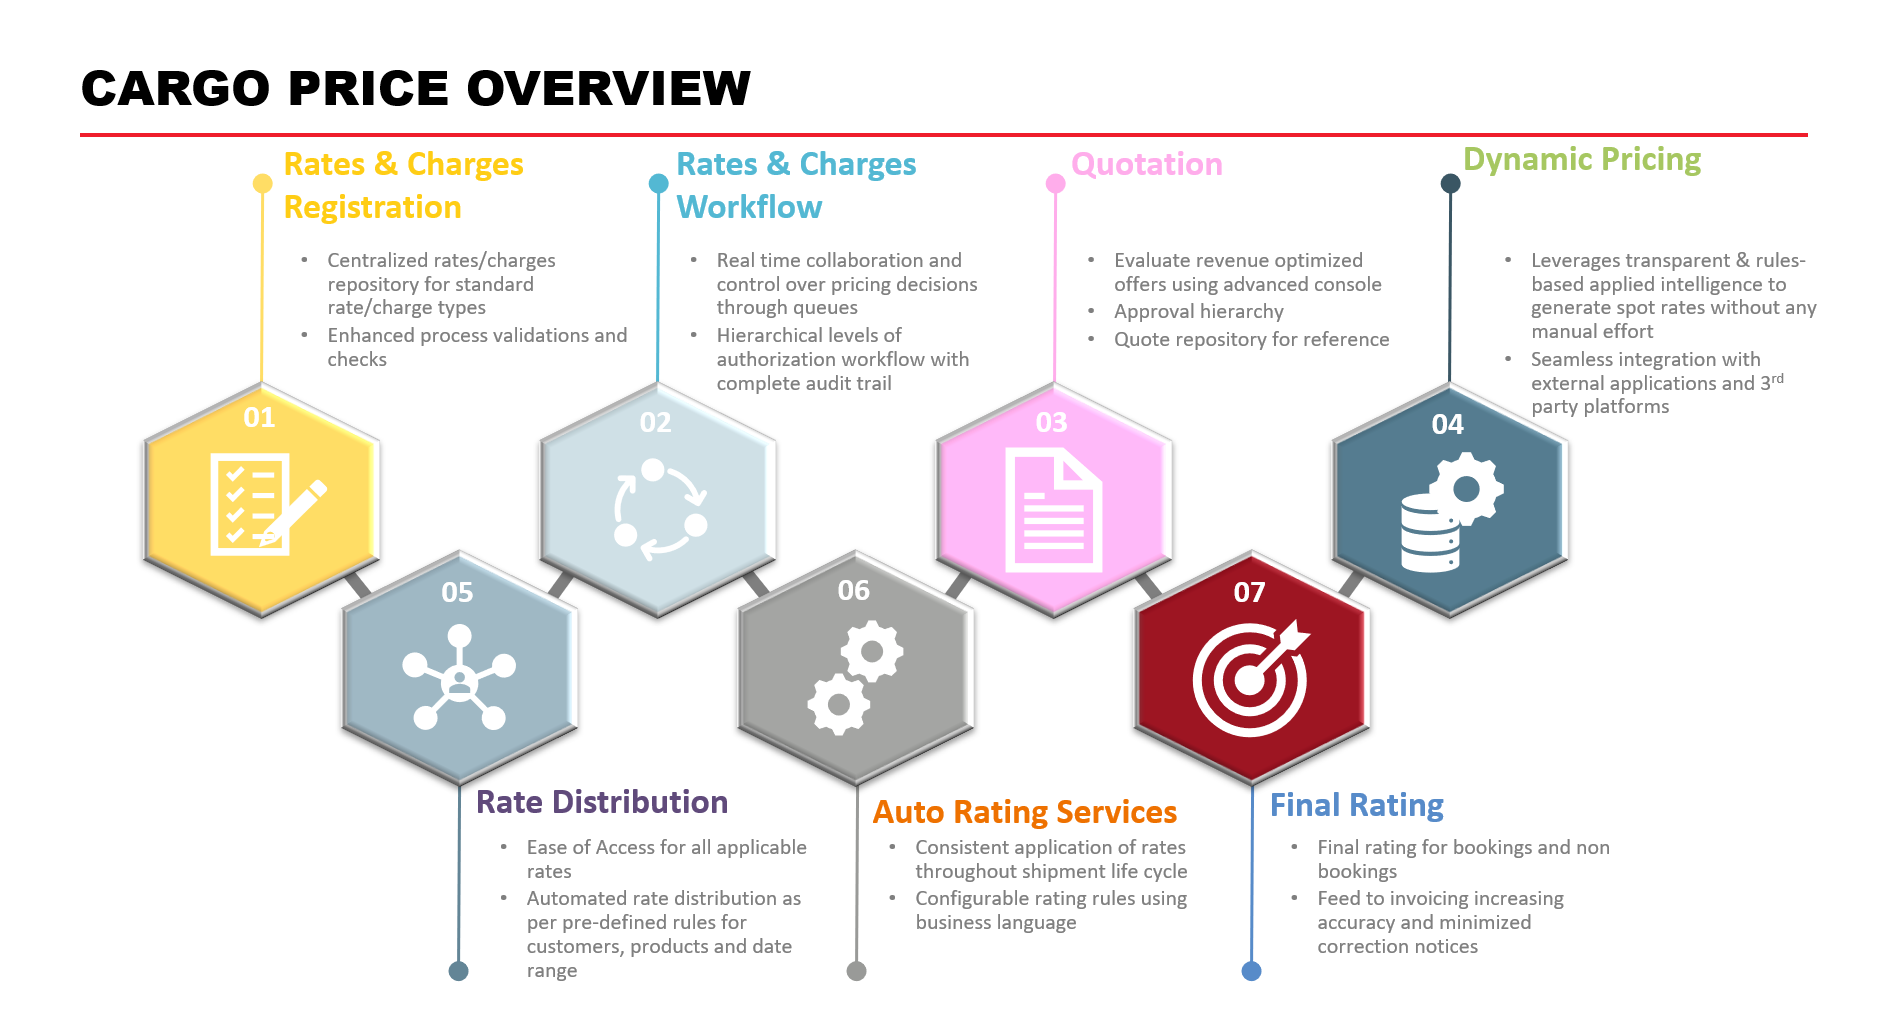 CARGO PRICE OVERVIEW
Rates & Charges
Registration
• Centralized rates/charges
repository for standard
rate/charge types
• Enhanced process validations and
checks
Rates & Charges
Workflow
• Real time collaboration and
control over pricing decisions
through queues
• Hierarchical levels of
authorization workflow with
complete audit trail
Quotation
• Evaluate revenue optimized
offers using advanced console
• Approval hierarchy
• Quote repository for reference
Dynamic Pricing
• Leverages transparent & rules-
based applied intelligence to
generate spot rates without any
manual effort
• Seamless integration with
external applications and 3rd
party platforms
01
02
03
04
05
06
07
Rate Distribution
• Ease of Access for all applicable
rates
• Automated rate distribution as
per pre-defined rules for
customers, products and date
range
Auto Rating Services
• Consistent application of rates
throughout shipment life cycle
• Configurable rating rules using
business language
Final Rating
• Final rating for bookings and non
bookings
• Feed to invoicing increasing
accuracy and minimized
correction notices